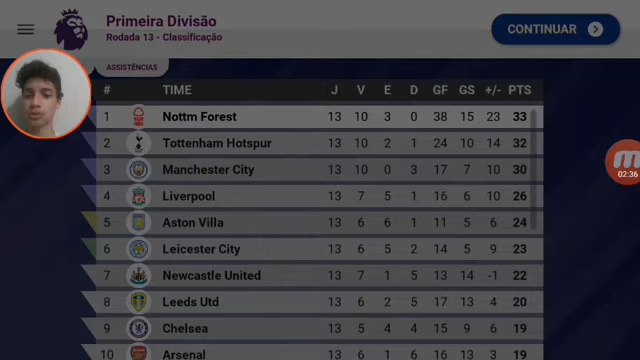 Primeira Divisão
Rodada 13 - Classificação
CONTINUAR
ASSISTÊNCIAS
# TIME J V E D GF GS +/- PTS
1 Nottm Forest 13 10 3 0 38 15 23 33
2 Tottenham Hotspur 13 10 2 1 24 10 14 32
3 Manchester City 13 10 0 3 17 7 10 30
4 Liverpool 13 7 5 1 16 6 10 26
5 Aston Villa 13 6 6 1 11 5 6 24
6 Leicester City 13 6 5 2 14 5 9 23
7 Newcastle United 13 7 1 5 13 14 -1 22
8 Leeds Utd 13 6 2 5 17 13 4 20
9 Chelsea 13 5 4 4 15 9 6 19
10 Arsenal 13 6 1 6 16 13 3 19
02:36